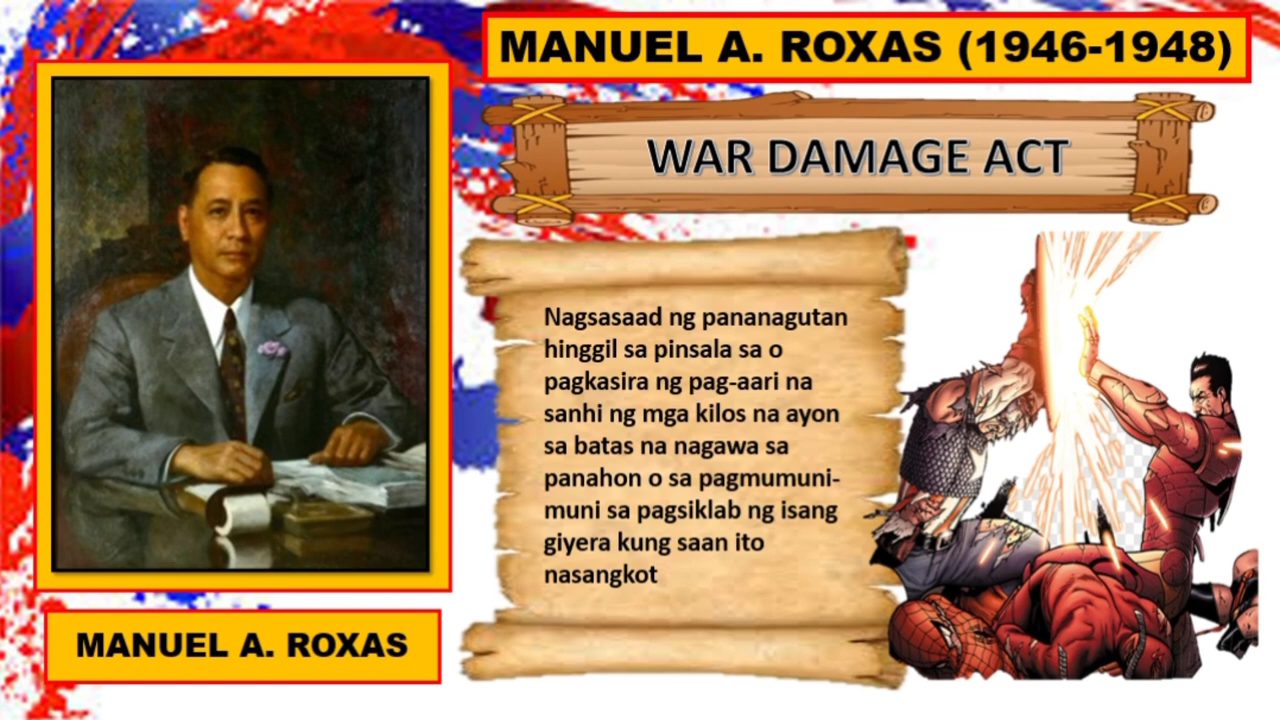 MANUEL A. ROXAS (1946-1948)
WAR DAMAGE ACT
Nagsasaad ng pananagutan
hinggil sa pinsala sa o
pagkasira ng pag-aari na
sanhi ng mga kilos na ayon
sa batas na nagawa sa
panahon o sa pagmumuni-
muni sa pagsiklab ng isang
giyera kung saan ito
nasangkot
MANUEL A. ROXAS